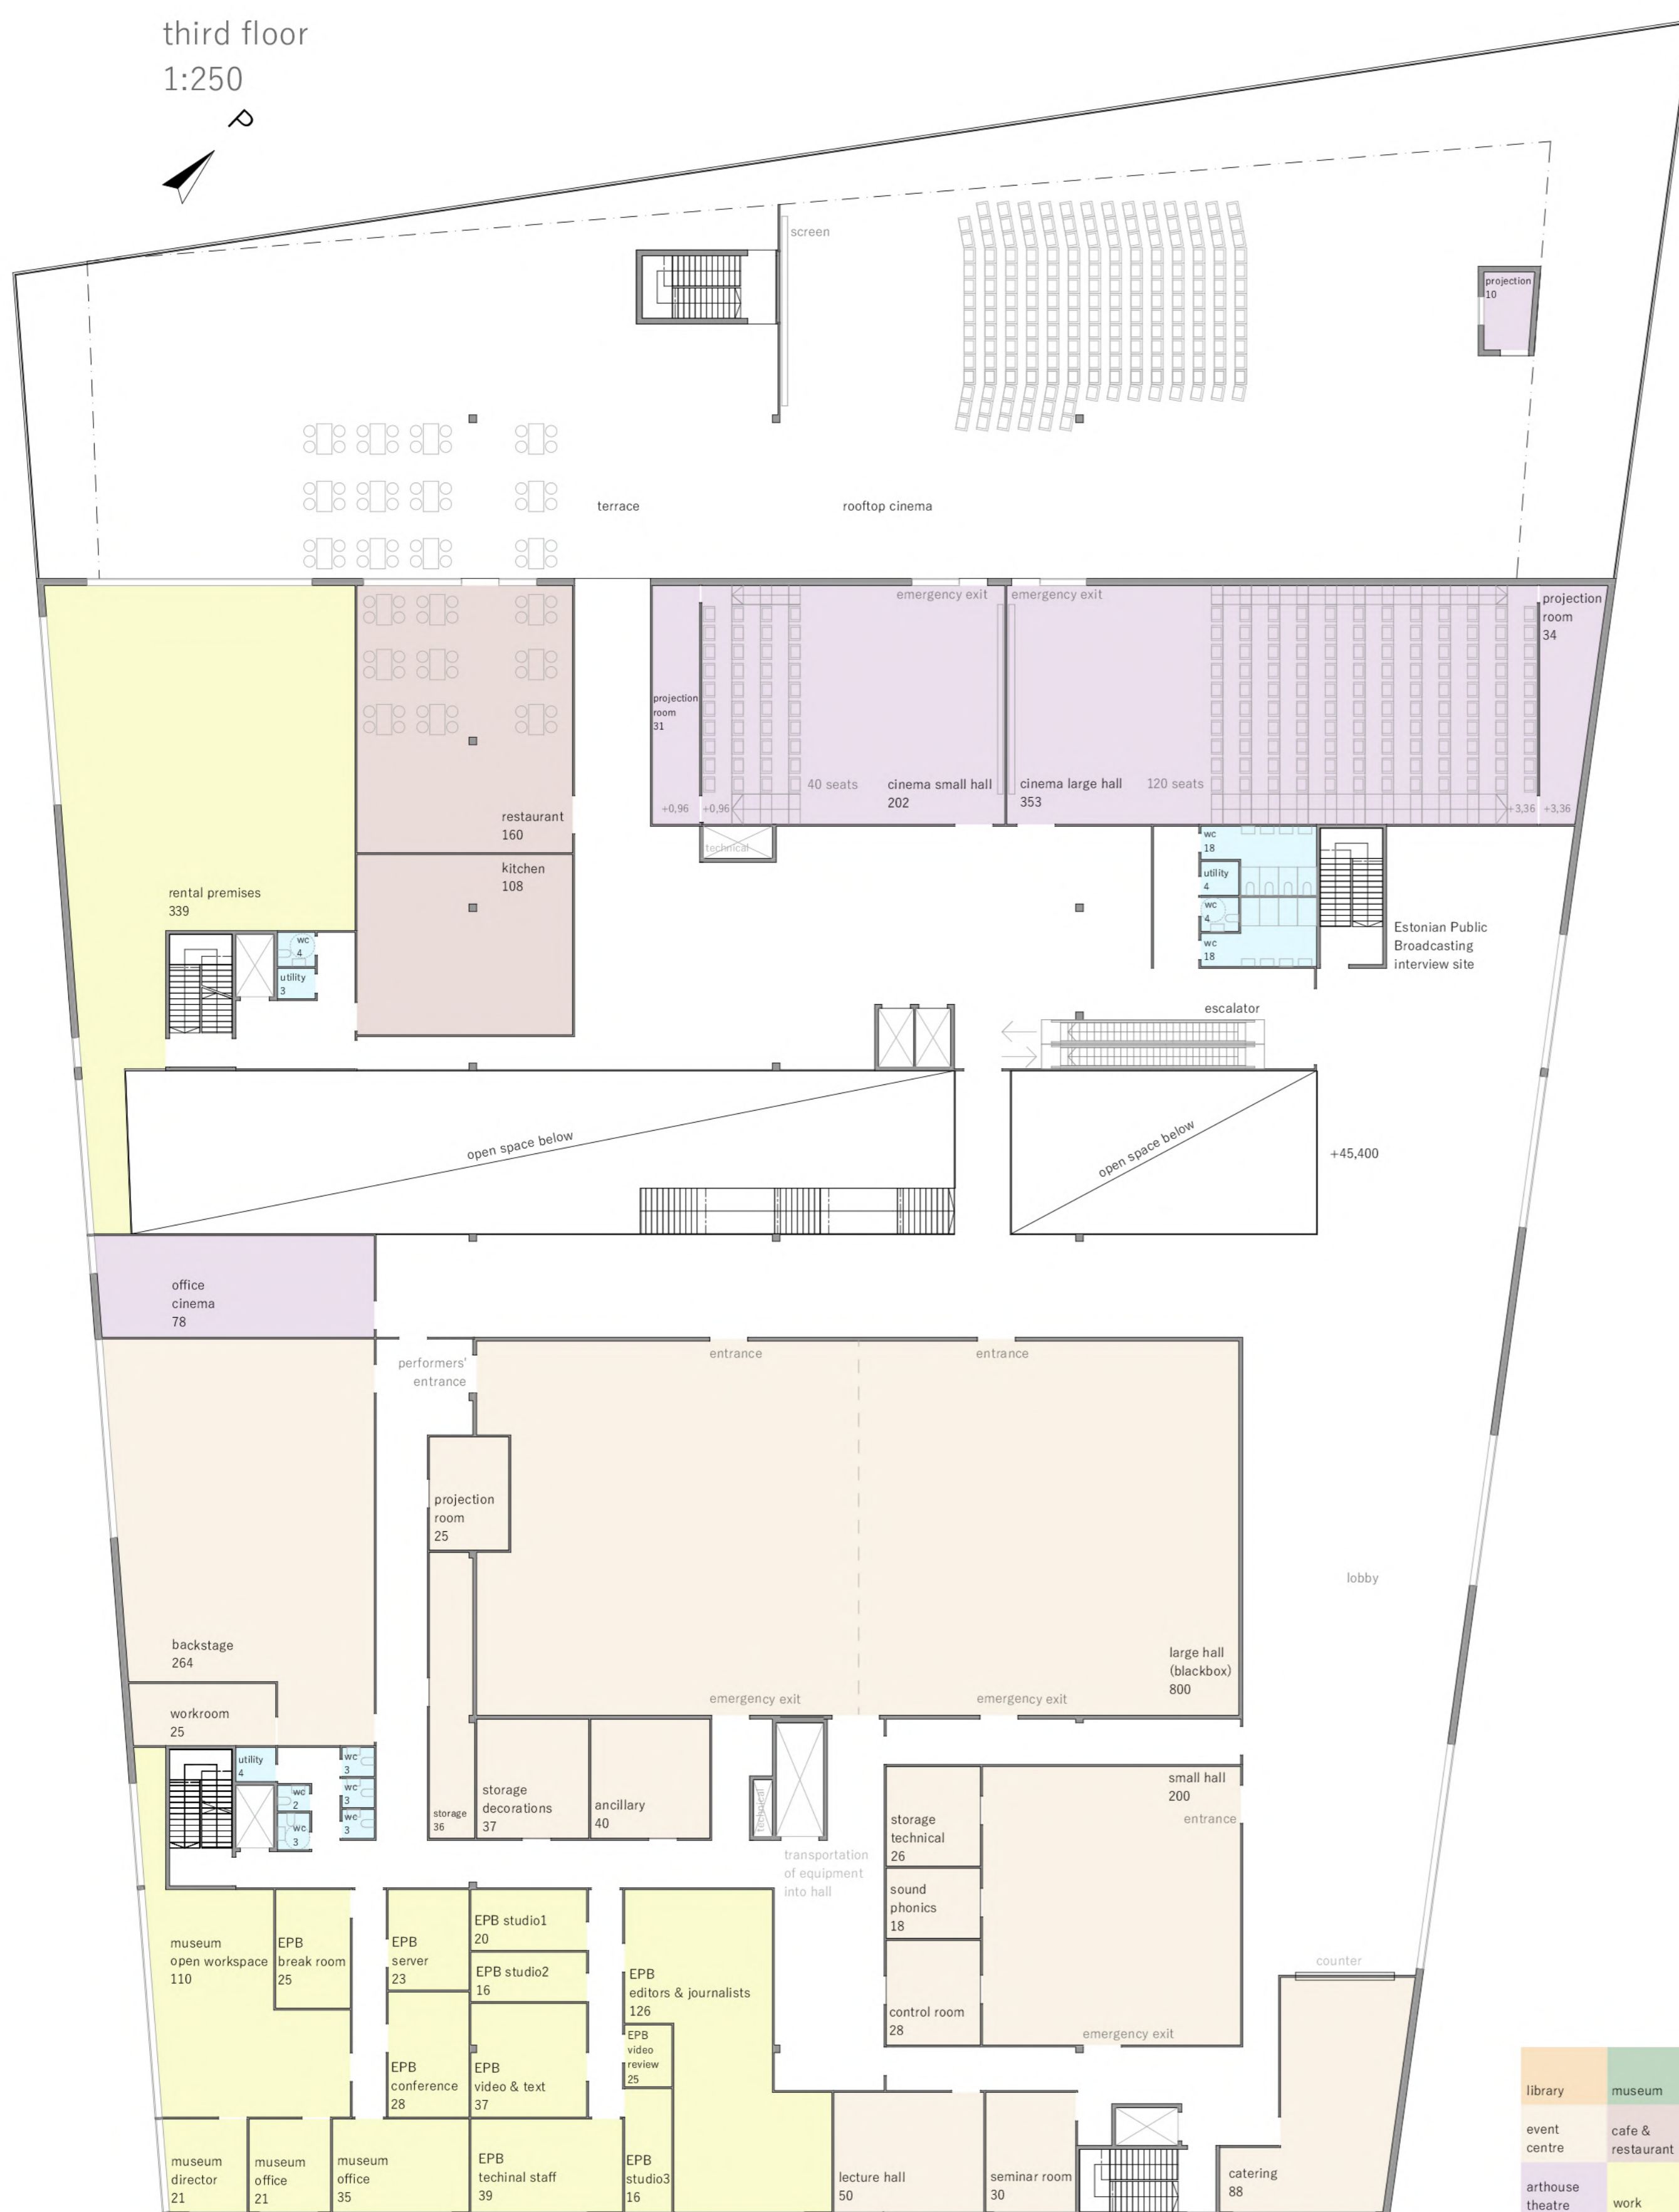 third floor
1:250
P
screen
projection
10
terrace
rooftop cinema
emergency exit
emergency exit
projection
room
34
projection
room
31
40 seats
cinema small hall
202
cinema large hall
353
120 seats
+0,96
+0,96
+3,36
+3,36
restaurant
160
technical
wc
18
utility
4
wc
4
wc
18
kitchen
108
rental premises
339
wc
4
utility
3
Estonian Public
Broadcasting
interview site
escalator
open space below
open space below
+45,400
office
cinema
78
performers'
entrance
entrance
entrance
projection
room
25
lobby
backstage
264
large hall
(blackbox)
800
emergency exit
emergency exit
workroom
25
utility
4
wc
3
wc
2
wc
3
wc
3
wc
3
storage
36
storage
decorations
37
ancillary
40
technical
small hall
200
entrance
storage
technical
26
transportation
of equipment
into hall
sound
phonics
18
museum
open workspace
110
EPB
break room
25
EPB
server
23
EPB studio1
20
EPB studio2
16
EPB
editors & journalists
126
counter
control room
28
emergency exit
EPB
video
review
25
EPB
conference
28
EPB
video & text
37
museum
director
21
museum
office
21
museum
office
35
EPB
techinal staff
39
EPB
studio3
16
lecture hall
50
seminar room
30
catering
88
library
museum
event
centre
cafe &
restaurant
arthouse
theatre
work